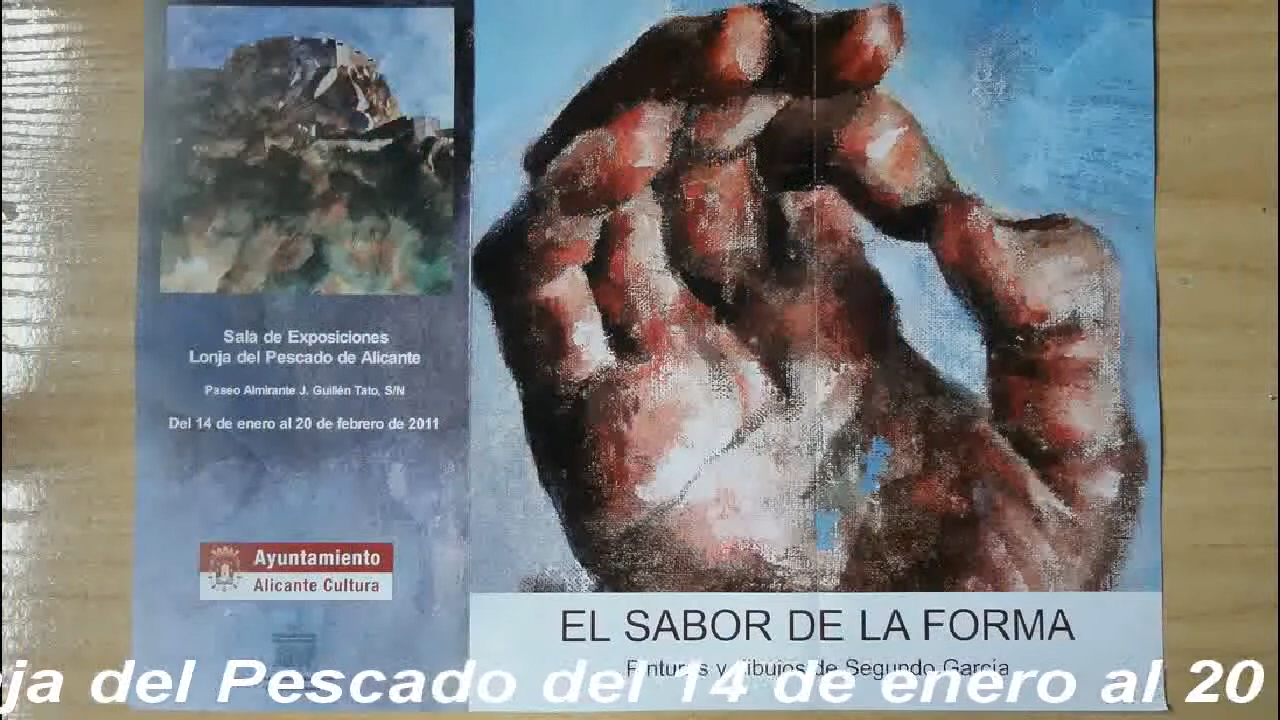 Sala de Exposiciones
Lonja del Pescado de Alicante
Paseo Almirante J. Guillén Tato, S/N
Del 14 de enero al 20 de febrero de 2011
Ayuntamiento
Alicante Cultura
EL SABOR DE LA FORMA
Pinturas y dibujos de Segundo García
ja del Pescado del 14 de enero al 20